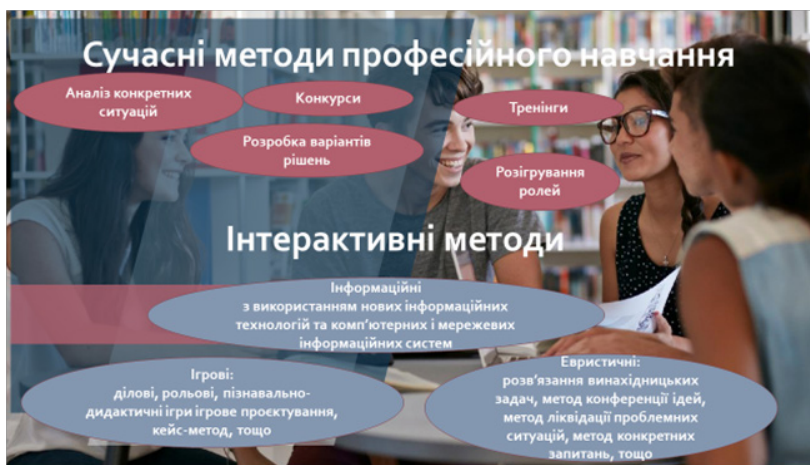 Сучасні методи професійного навчання
Аналіз конкретних
ситуацій
Конкурси
Тренінги
Розробка варіантів
рішень
Розігрування
ролей
Інтерактивні методи
Інформаційні
з використанням нових інформаційних
технологій та комп’ютерних і мережевих
інформаційних систем
Ігрові:
ділові, рольові, пізнавально-
дидактичні ігри ігрове проєктування,
кейс-метод, тощо
Евристичні:
розв’язання винахідницьких
задач, метод конференції ідей,
метод ліквідації проблемних
ситуацій, метод конкретних
запитань, тощо